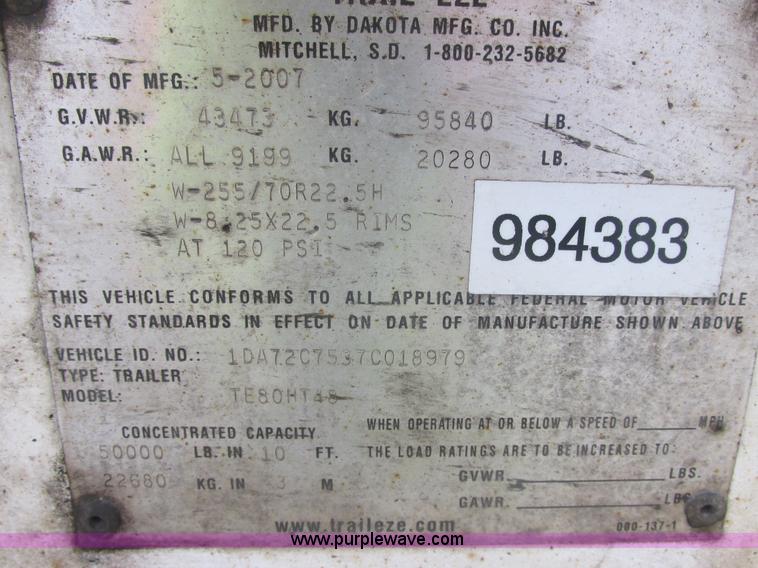 TRAIL-EZE
MFD. BY DAKOTA MFG. CO. INC.
MITCHELL, S.D. 1-800-232-5682
DATE OF MFG.: 5-2007
G.V.W.R.: 43473 KG. 95840 LB.
G.A.W.R.: ALL 9199 KG. 20280 LB.
W-255/70R22.5H
W-8.25X22.5 RIMS
AT 120 PSI
984383
THIS VEHICLE CONFORMS TO ALL APPLICABLE FEDERAL MOTOR VEHICLE
SAFETY STANDARDS IN EFFECT ON DATE OF MANUFACTURE SHOWN ABOVE
VEHICLE ID. NO.: 1DA72C7537C018979
TYPE: TRAILER
MODEL: TE80HT48
CONCENTRATED CAPACITY
50000 LB. IN 10 FT.
22680 KG. IN 3 M
WHEN OPERATING AT OR BELOW A SPEED OF_____ MPH
THE LOAD RATINGS ARE TO BE INCREASED TO:
GVWR_____ LBS.
GAWR._____ LBS.
www.traileze.com
000-137-1
www.purplewave.com